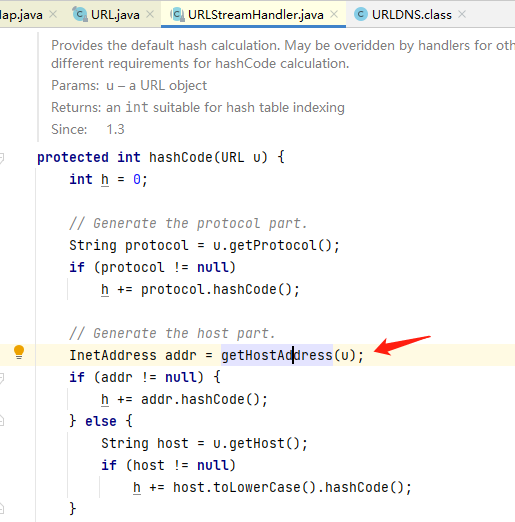 ap.java URL.java URLStreamHandler.java URLDNS.class
Provides the default hash calculation. May be overidden by handlers for oth
different requirements for hashCode calculation.
Params: u – a URL object
Returns: an int suitable for hash table indexing
Since: 1.3
protected int hashCode(URL u) {
int h = 0;
// Generate the protocol part.
String protocol = u.getProtocol();
if (protocol != null)
h += protocol.hashCode();
// Generate the host part.
InetAddress addr = getHostAddress(u);
if (addr != null) {
h += addr.hashCode();
} else {
String host = u.getHost();
if (host != null)
h += host.toLowerCase().hashCode();
}